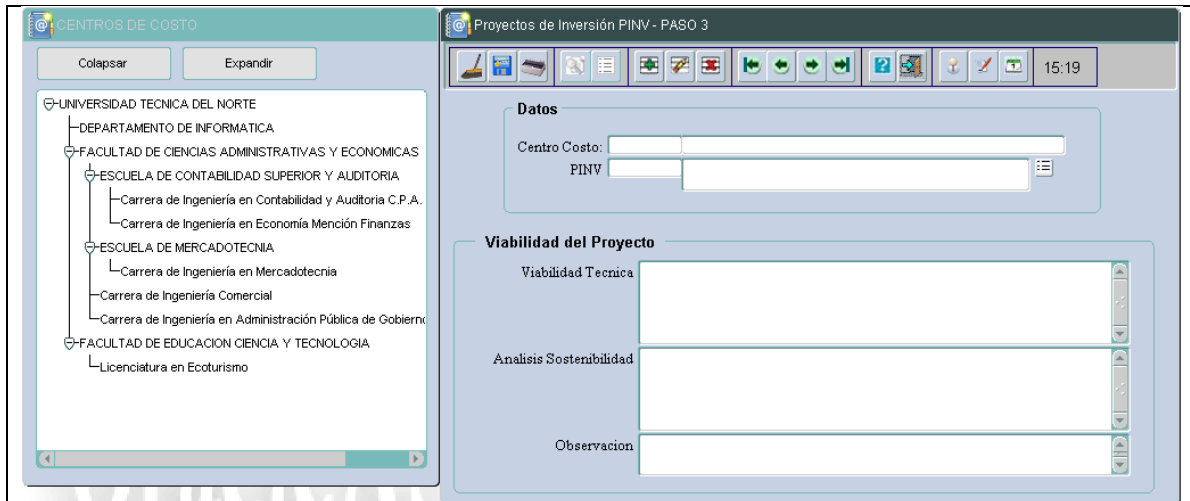 CENTROS DE COSTO
Colapsar Expandir
UNIVERSIDAD TECNICA DEL NORTE
DEPARTAMENTO DE INFORMATICA
FACULTAD DE CIENCIAS ADMINISTRATIVAS Y ECONOMICAS
ESCUELA DE CONTABILIDAD SUPERIOR Y AUDITORIA
Carrera de Ingeniería en Contabilidad y Auditoria C.P.A.
Carrera de Ingeniería en Economía Mención Finanzas
ESCUELA DE MERCADOTECNIA
Carrera de Ingeniería en Mercadotecnia
Carrera de Ingeniería Comercial
Carrera de Ingeniería en Administración Pública de Gobierno
FACULTAD DE EDUCACION CIENCIA Y TECNOLOGIA
Licenciatura en Ecoturismo
Proyectos de Inversión PINV - PASO 3
15:19
Datos
Centro Costo:
PINV
Viabilidad del Proyecto
Viabilidad Tecnica
Analisis Sostenibilidad
Observacion